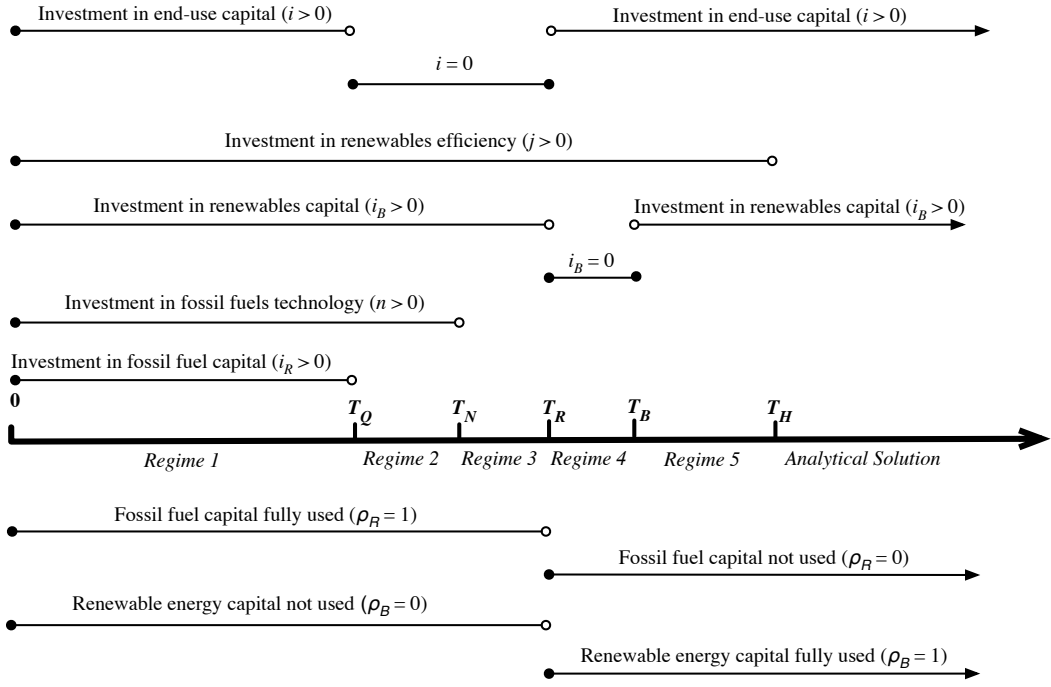 Investment in end-use capital (i > 0) Investment in end-use capital (i > 0)
i = 0
Investment in renewables efficiency (j > 0)
Investment in renewables capital (i_B > 0) Investment in renewables capital (i_B > 0)
i_B = 0
Investment in fossil fuels technology (n > 0)
Investment in fossil fuel capital (i_R > 0)
0 T_Q T_N T_R T_B T_H
Regime 1 Regime 2 Regime 3 Regime 4 Regime 5 Analytical Solution
Fossil fuel capital fully used (ρ_R = 1)
Fossil fuel capital not used (ρ_R = 0)
Renewable energy capital not used (ρ_B = 0)
Renewable energy capital fully used (ρ_B = 1)